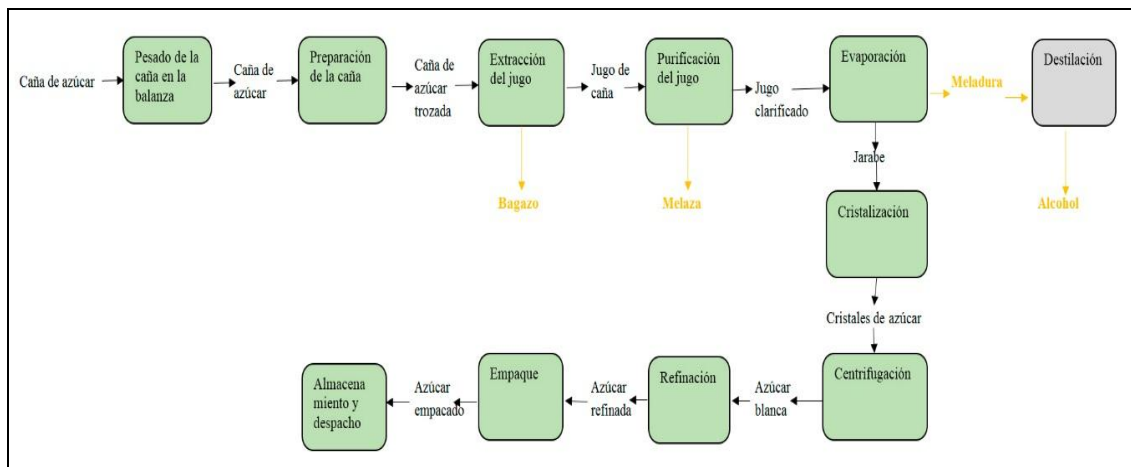 Caña de azúcar
Pesado de la
caña en la
balanza
Caña de
azúcar
Preparación
de la caña
Caña de
azúcar
trozada
Extracción
del jugo
Jugo de
caña
Purificación
del jugo
Jugo
clarificado
Evaporación
Meladura
Destilación
Bagazo
Melaza
Alcohol
Jarabe
Cristalización
Cristales de azúcar
Centrifugación
Azúcar
blanca
Refinación
Azúcar
refinada
Empaque
Azúcar
empacado
Almacena
miento y
despacho